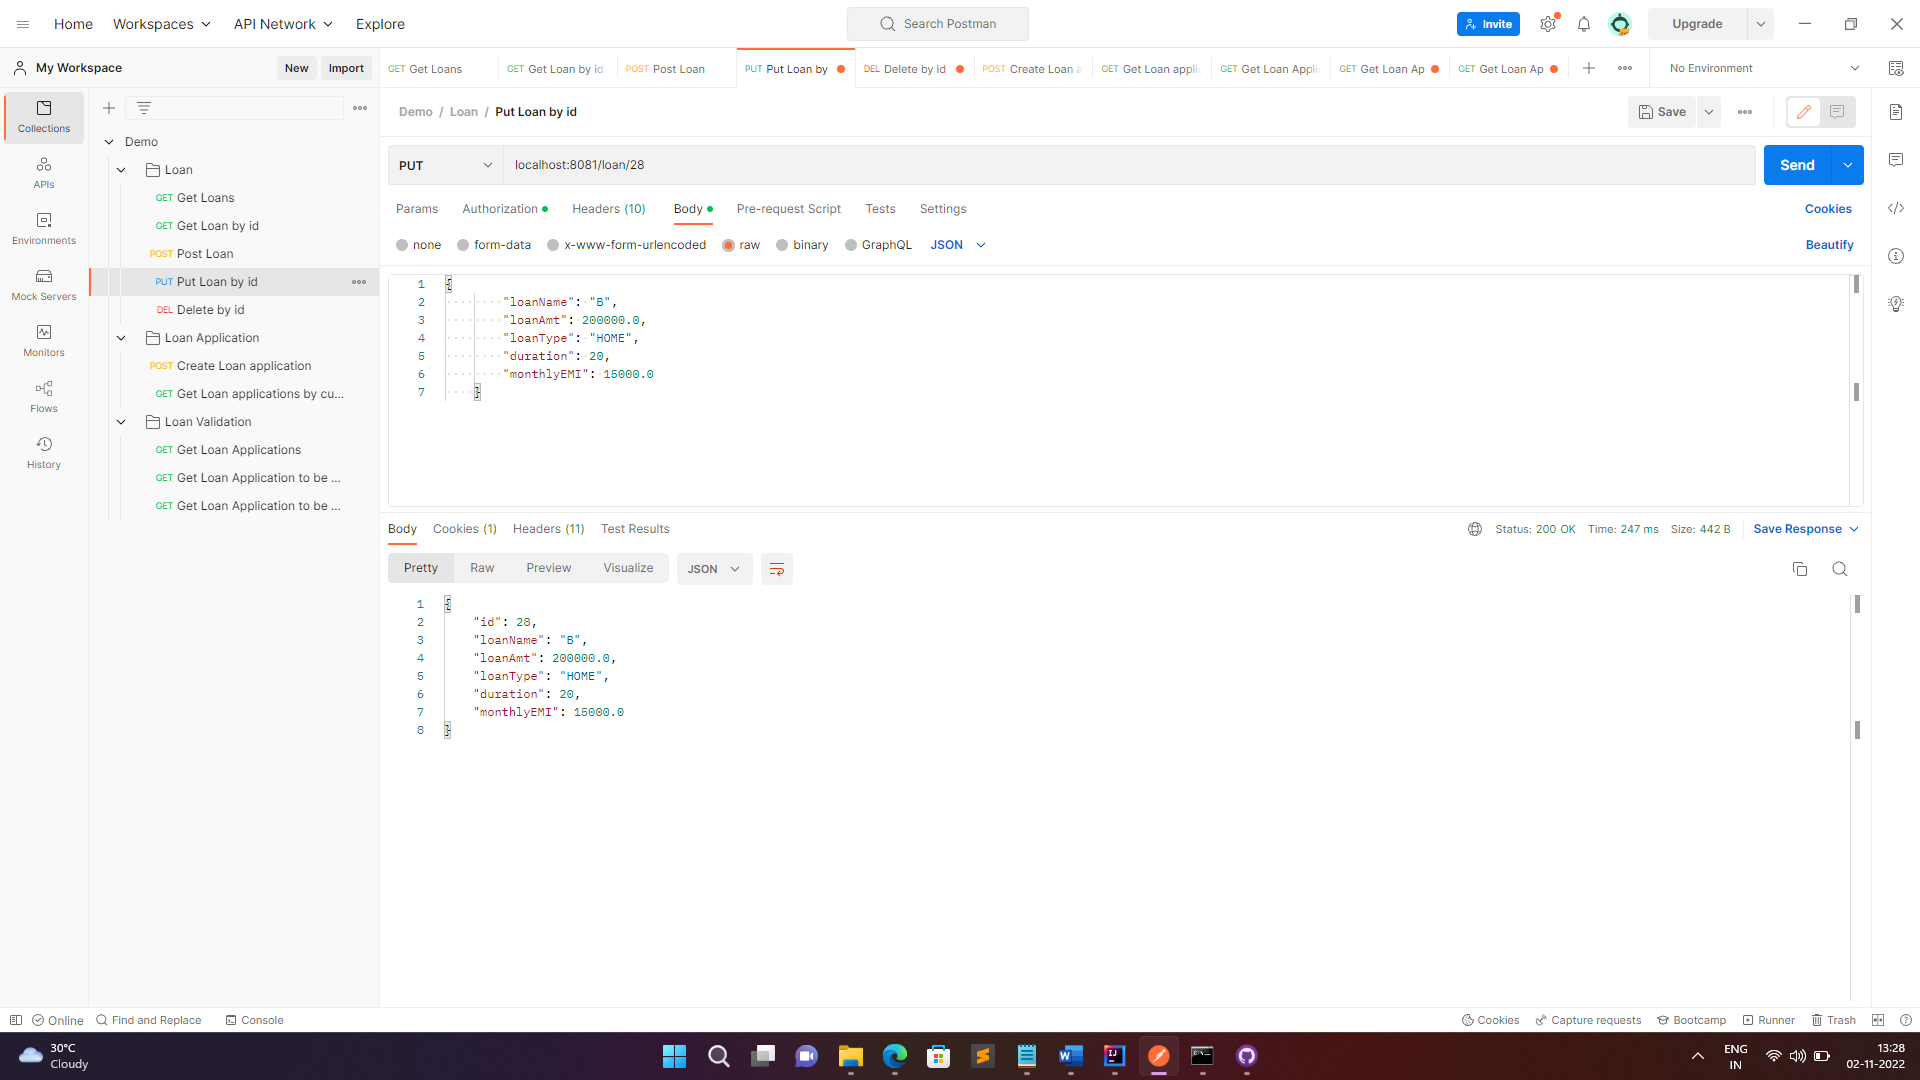 Home Workspaces API Network Explore
Search Postman
Invite Upgrade
My Workspace New Import
GET Get Loans GET Get Loan by id POST Post Loan PUT Put Loan by DEL Delete by id POST Create Loan a GET Get Loan applic GET Get Loan Appli GET Get Loan Ap GET Get Loan Ap
No Environment
Collections
APIs
Environments
Mock Servers
Monitors
Flows
History
Demo
Loan
GET Get Loans
GET Get Loan by id
POST Post Loan
PUT Put Loan by id
DEL Delete by id
Loan Application
POST Create Loan application
GET Get Loan applications by cu...
Loan Validation
GET Get Loan Applications
GET Get Loan Application to be ...
GET Get Loan Application to be ...
Demo / Loan / Put Loan by id
Save
PUT localhost:8081/loan/28 Send
Params Authorization Headers (10) Body Pre-request Script Tests Settings Cookies
none form-data x-www-form-urlencoded raw binary GraphQL JSON Beautify
1 {
2 "loanName": "B",
3 "loanAmt": 200000.0,
4 "loanType": "HOME",
5 "duration": 20,
6 "monthlyEMI": 15000.0
7 }
Body Cookies (1) Headers (11) Test Results Status: 200 OK Time: 247 ms Size: 442 B Save Response
Pretty Raw Preview Visualize JSON
1 {
2 "id": 28,
3 "loanName": "B",
4 "loanAmt": 200000.0,
5 "loanType": "HOME",
6 "duration": 20,
7 "monthlyEMI": 15000.0
8 }
Online Find and Replace Console Cookies Capture requests Bootcamp Runner Trash
30°C
Cloudy
ENG
IN
13:28
02-11-2022